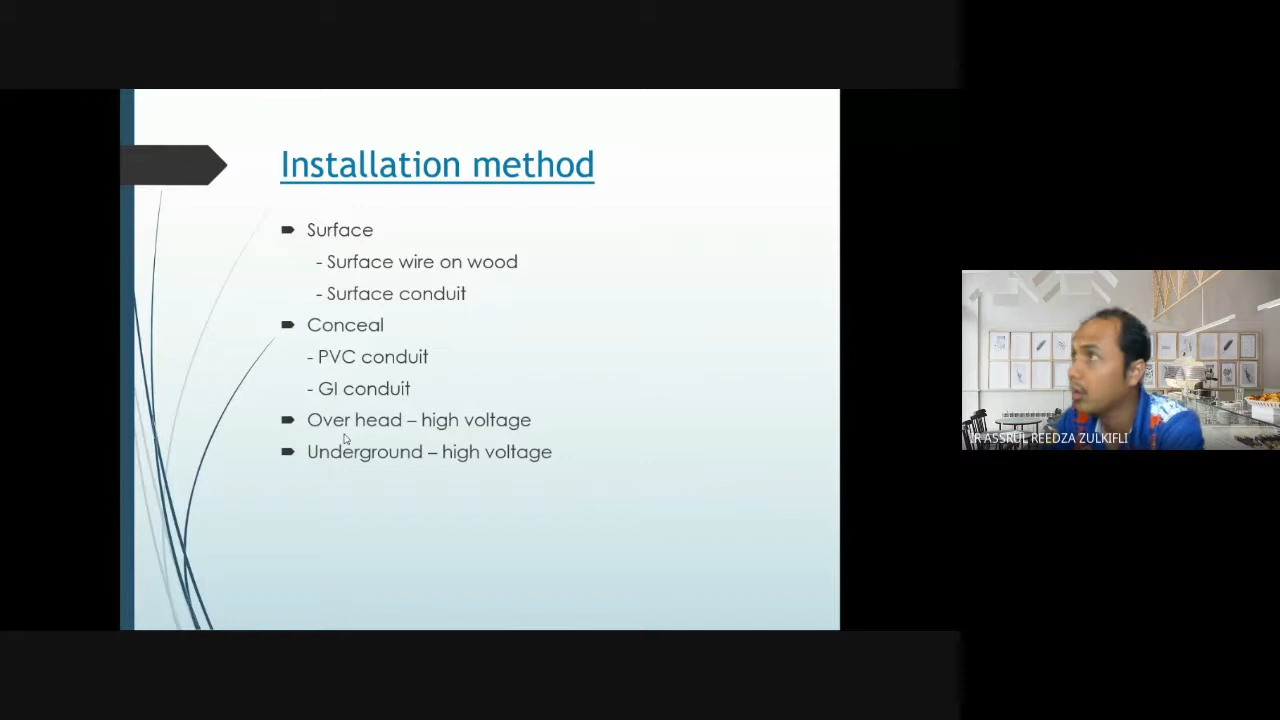 Installation method
Surface
- Surface wire on wood
- Surface conduit
Conceal
- PVC conduit
- GI conduit
Over head – high voltage
Underground – high voltage
R ASSRUL REEDZA ZULKIFLI